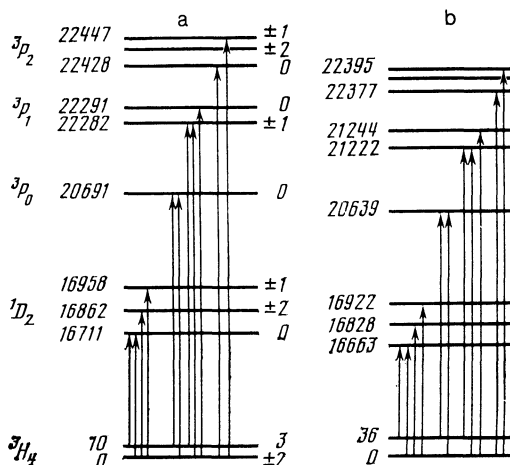 a
³P₂ 22447 ±1
±2
22428 0
³P₁ 22291 0
22282 ±1
³P₀ 20691 0
16958 ±1
¹D₂ 16862 ±2
16711 0
³H₄ 10 3
0 ±2
b
22395
22377
21244
21222
20639
16922
16828
16663
36
0